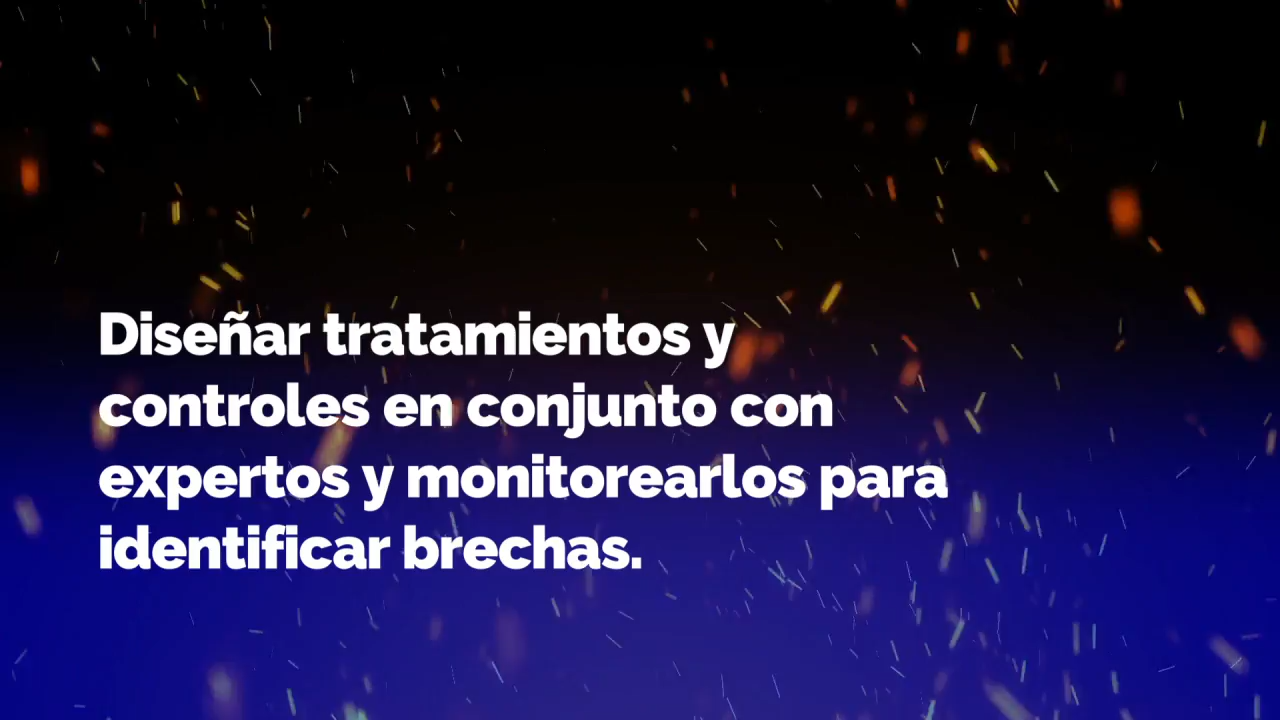 Diseñar tratamientos y
controles en conjunto con
expertos y monitorearlos para
identificar brechas.